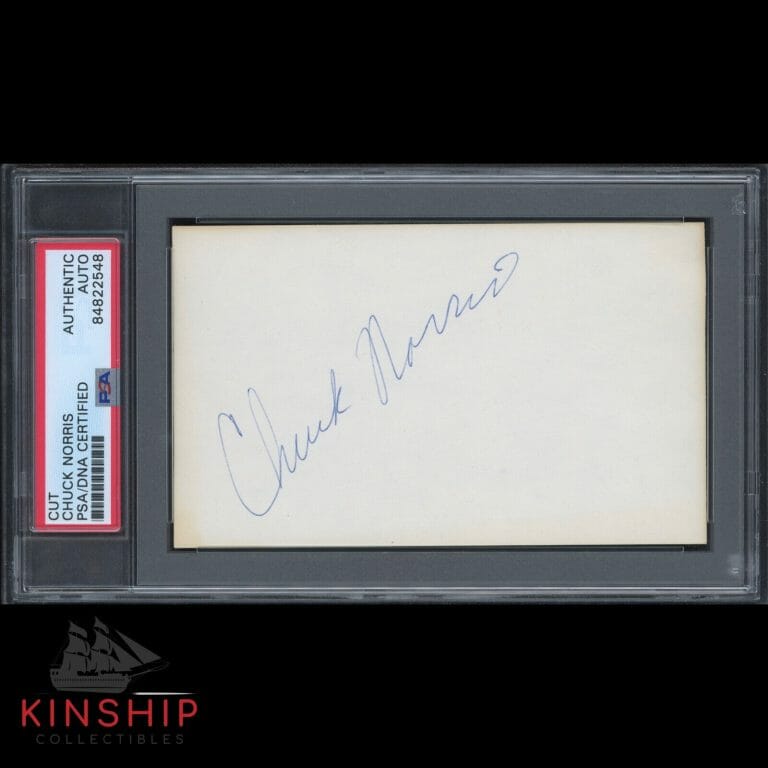 CUT
CHUCK NORRIS
PSA/DNA CERTIFIED
PSA
AUTHENTIC
AUTO
84822548
Chuck Norris
KINSHIP
COLLECTIBLES